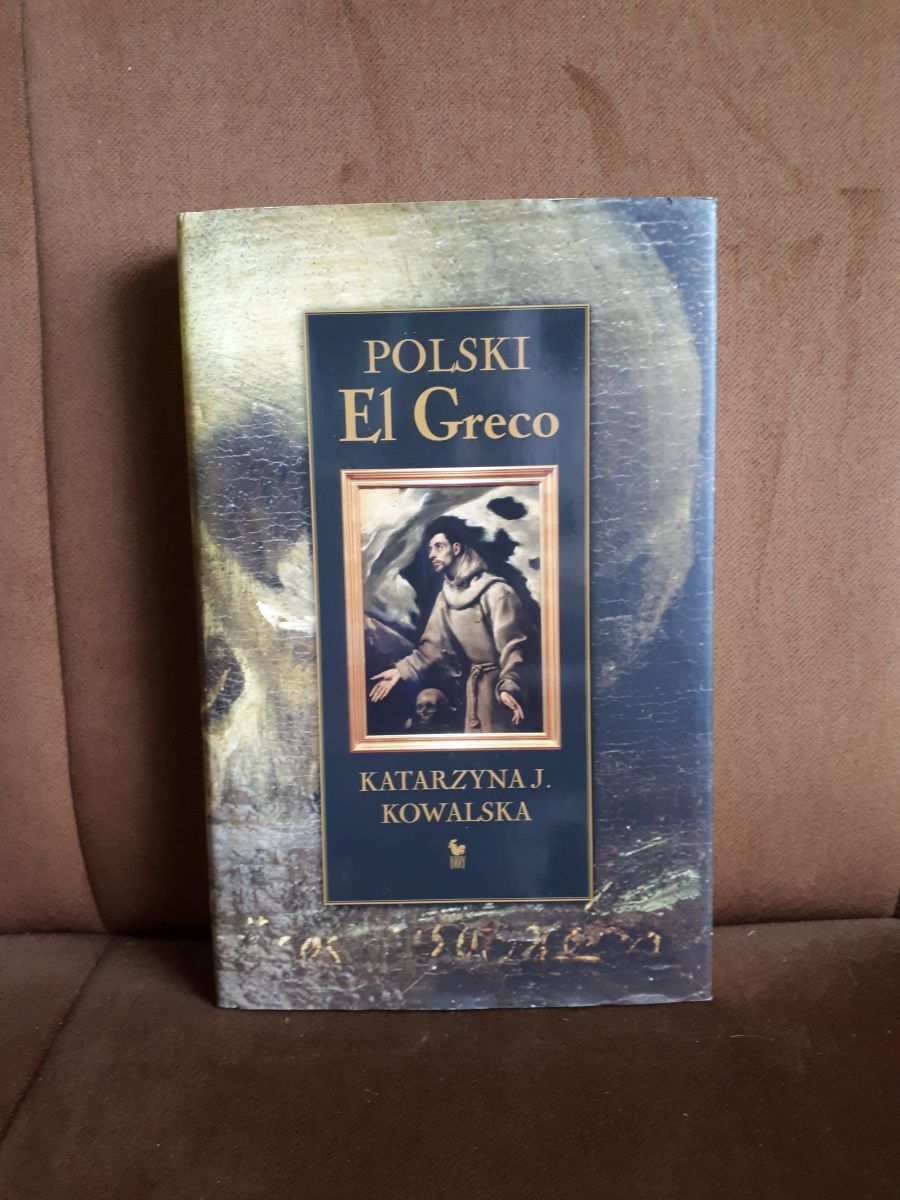 POLSKI
El Greco
KATARZYNA J.
KOWALSKA